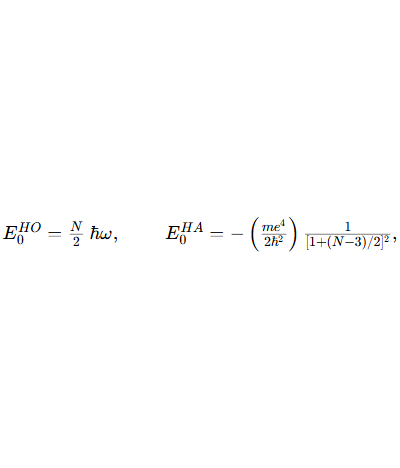 $E_0^{HO} = \frac{N}{2}\ \hbar\omega, \qquad E_0^{HA} = -\left(\frac{me^4}{2\hbar^2}\right)\frac{1}{[1+(N-3)/2]^2},$